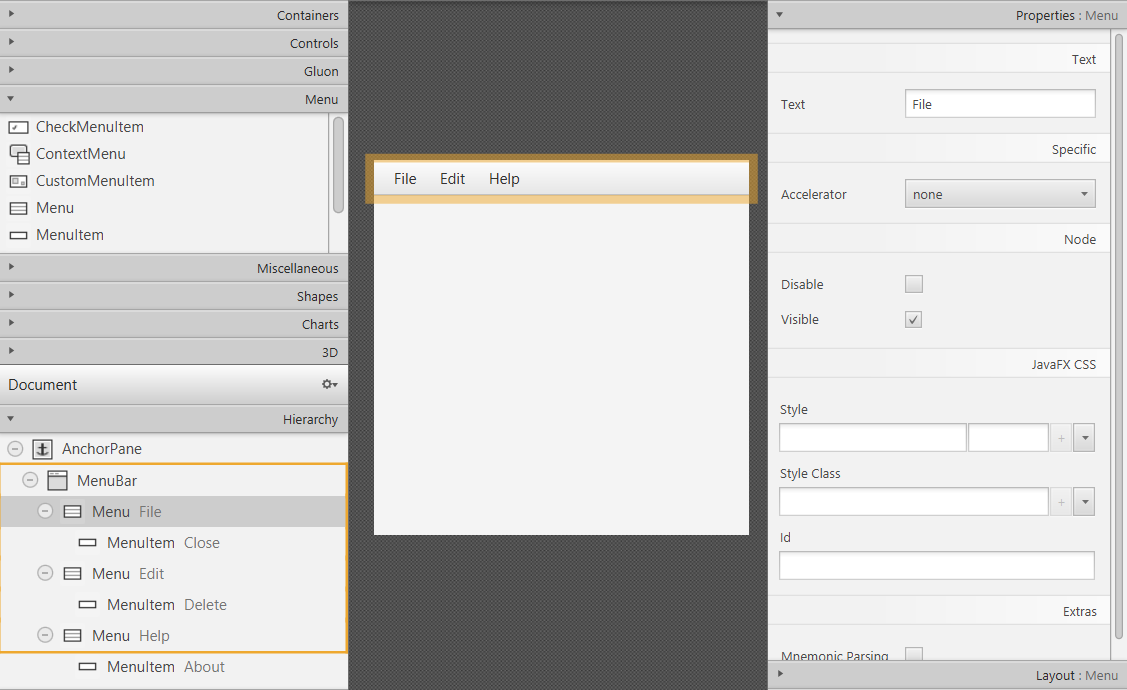 Containers
Controls
Gluon
Menu
CheckMenuItem
ContextMenu
CustomMenuItem
Menu
MenuItem
Miscellaneous
Shapes
Charts
3D
Document
Hierarchy
AnchorPane
MenuBar
Menu File
MenuItem Close
Menu Edit
MenuItem Delete
Menu Help
MenuItem About
File Edit Help
Properties : Menu
Text
Text File
Specific
Accelerator none
Node
Disable
Visible
JavaFX CSS
Style
Style Class
Id
Extras
Mnemonic Parsing
Layout : Menu